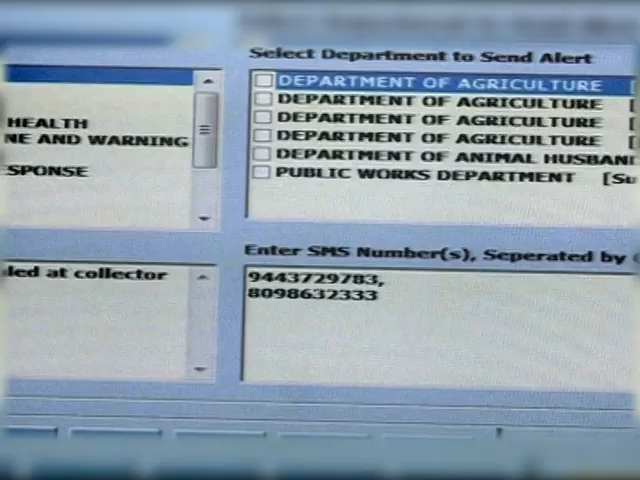 Select Department to Send Alert
DEPARTMENT OF AGRICULTURE [
DEPARTMENT OF AGRICULTURE [
HEALTH
DEPARTMENT OF AGRICULTURE [
NE AND WARNING
DEPARTMENT OF AGRICULTURE [
DEPARTMENT OF ANIMAL HUSBAN
SPONSE
PUBLIC WORKS DEPARTMENT [Su
Enter SMS Number(s), Seperated by
led at collector
9443729783,
8098632333